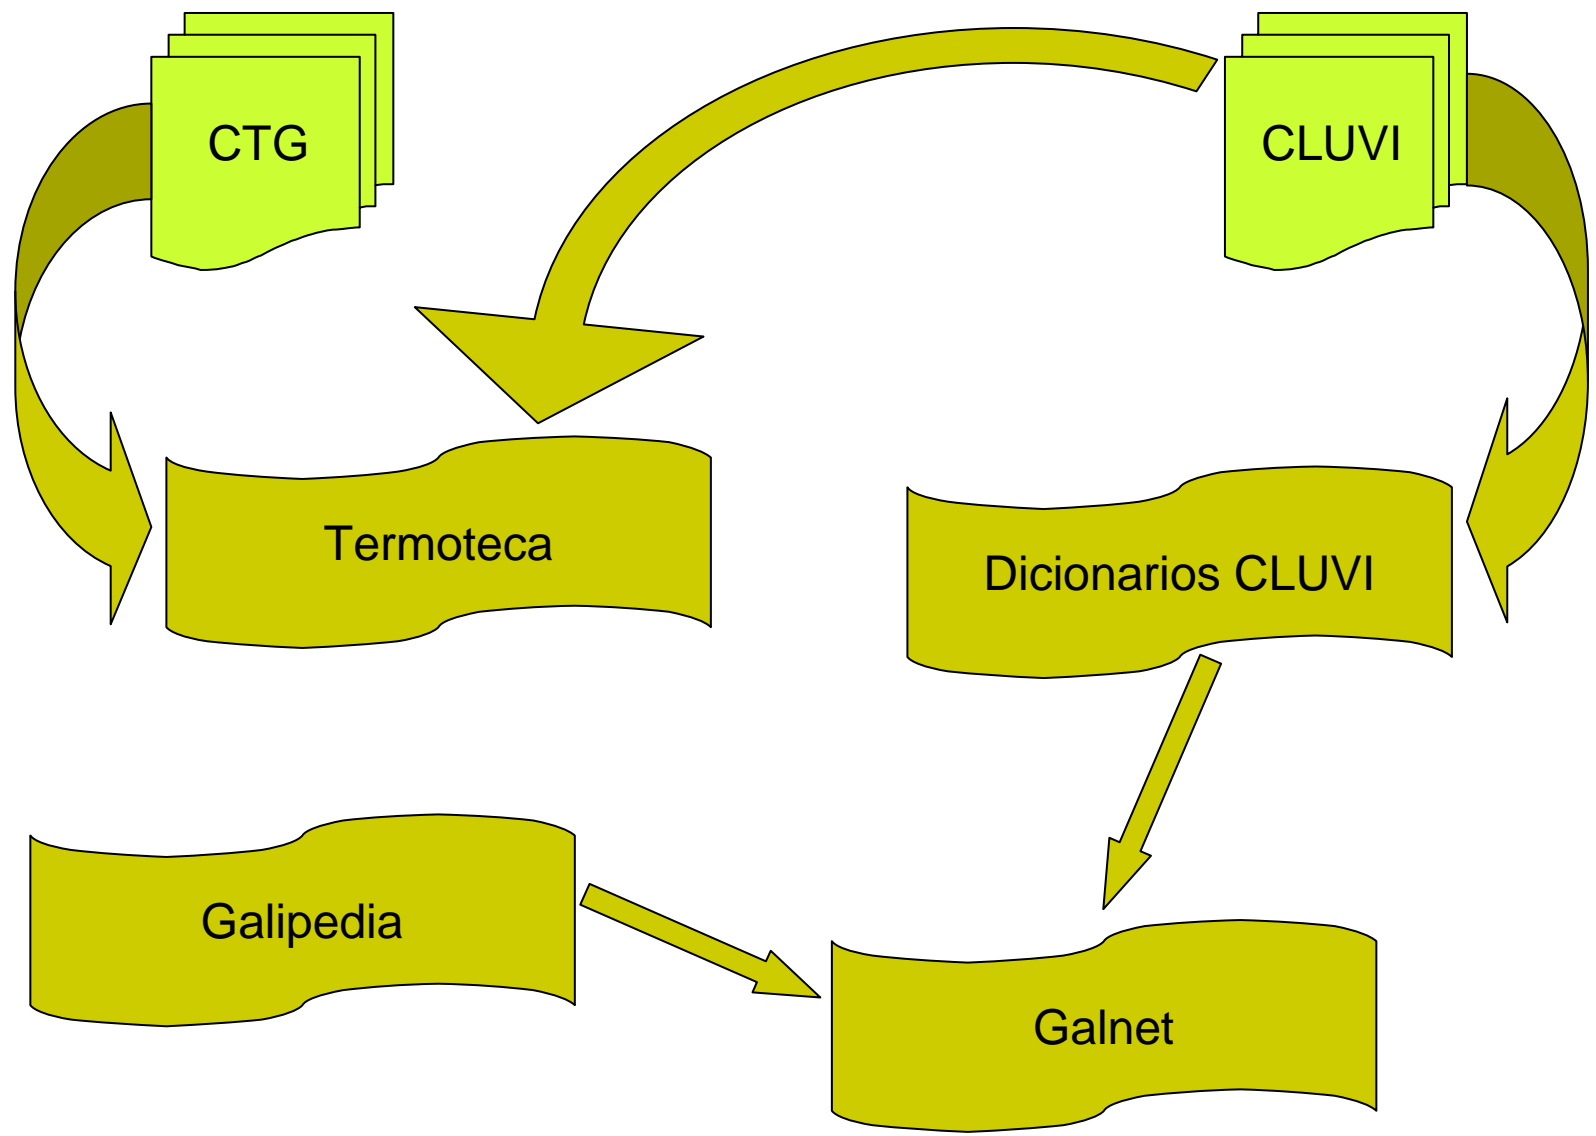 CTG
CLUVI
Termoteca
Dicionarios CLUVI
Galipedia
Galnet